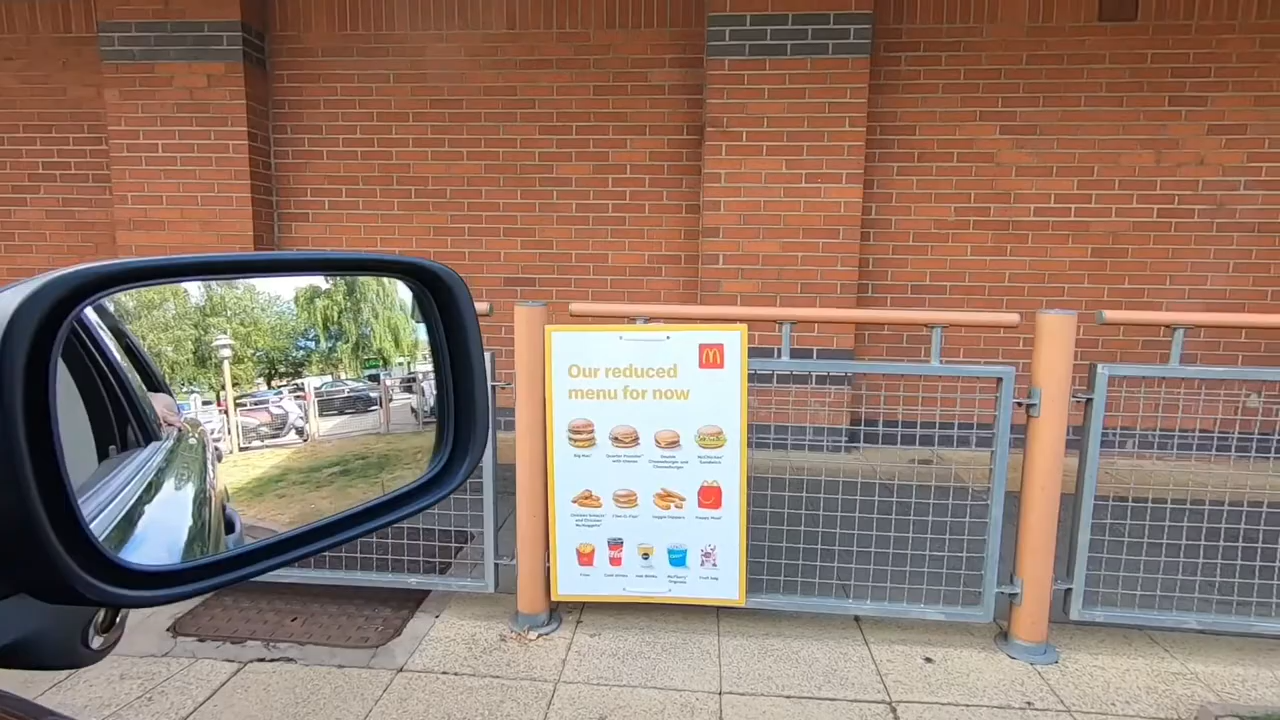 Our reduced
menu for now
Big Mac®
Quarter Pounder™
with cheese
Double
Cheeseburger and
Cheeseburger
McChicken®
Sandwich
Chicken Selects®
and Chicken
McNuggets®
Filet-O-Fish®
Veggie Dippers
Happy Meal®
Fries
Cold drinks
Hot drinks
McFlurry®
Originals
Fruit bag